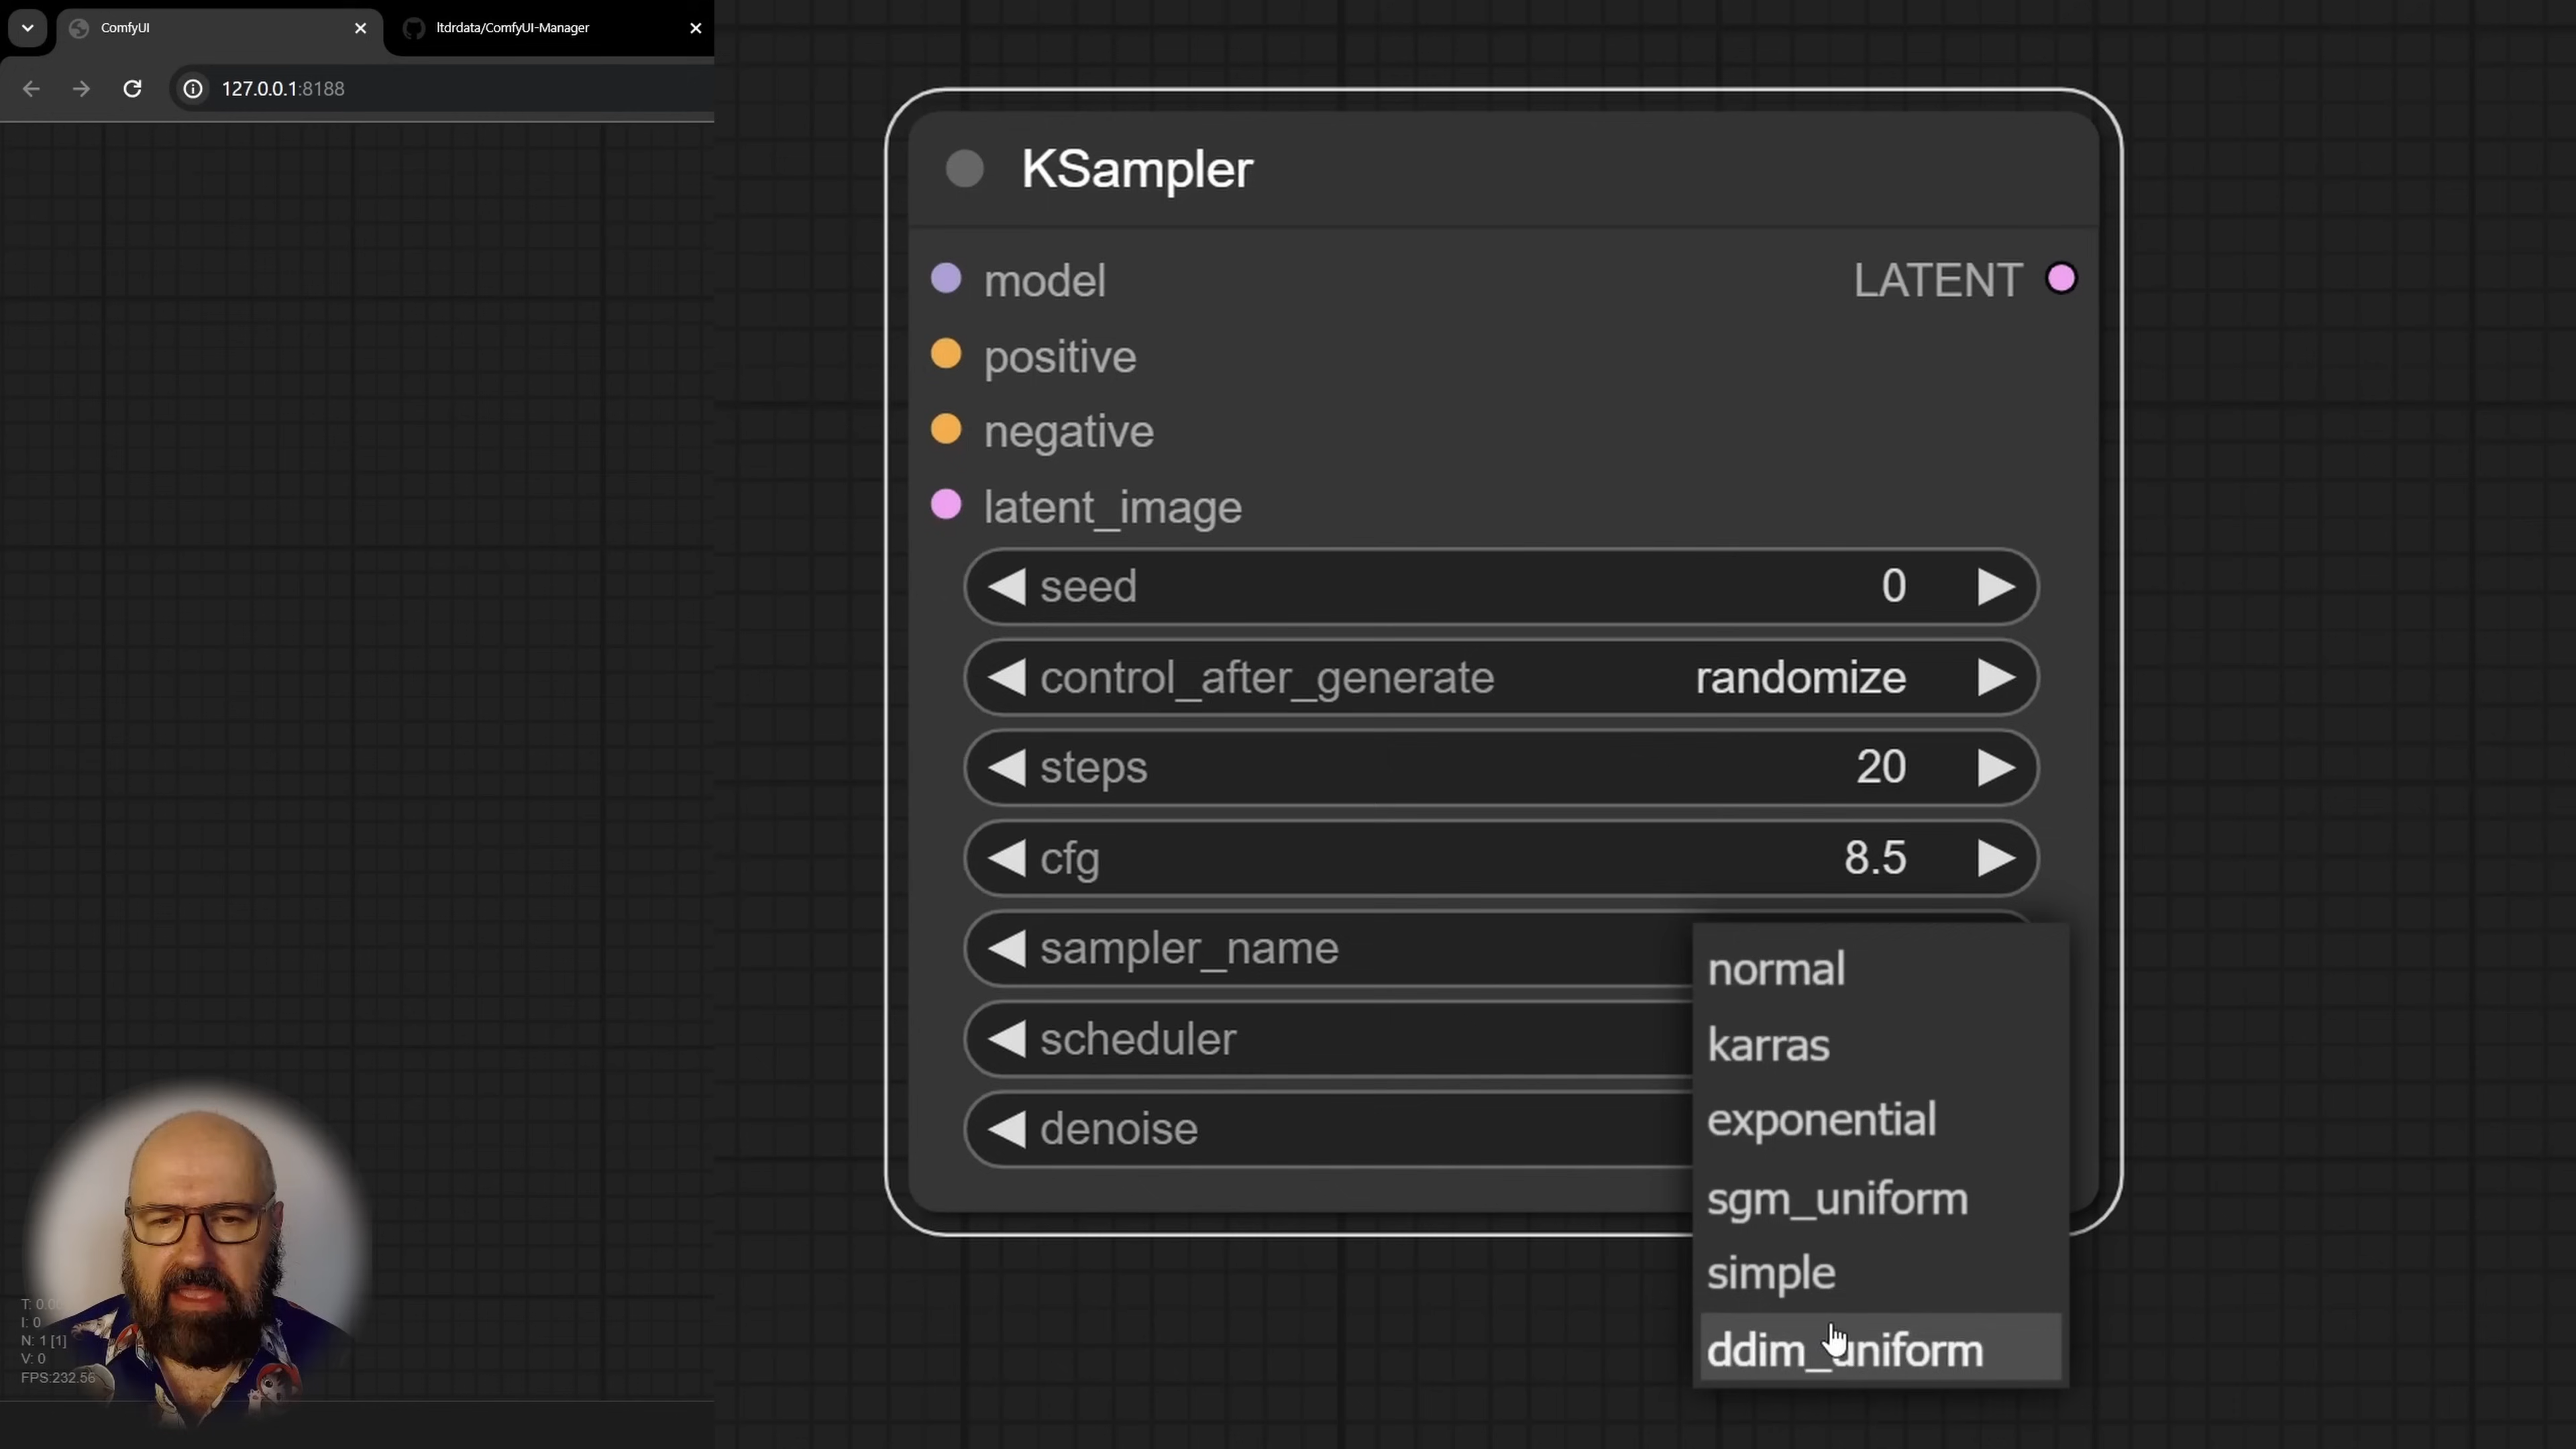 ComfyUI
ltdrdata/ComfyUI-Manager
127.0.0.1:8188
KSampler
model
LATENT
positive
negative
latent_image
seed 0
control_after_generate randomize
steps 20
cfg 8.5
sampler_name
scheduler
denoise
normal
karras
exponential
sgm_uniform
simple
ddim_uniform
I: 0
N: 1 [1]
V: 0
FPS:232.56